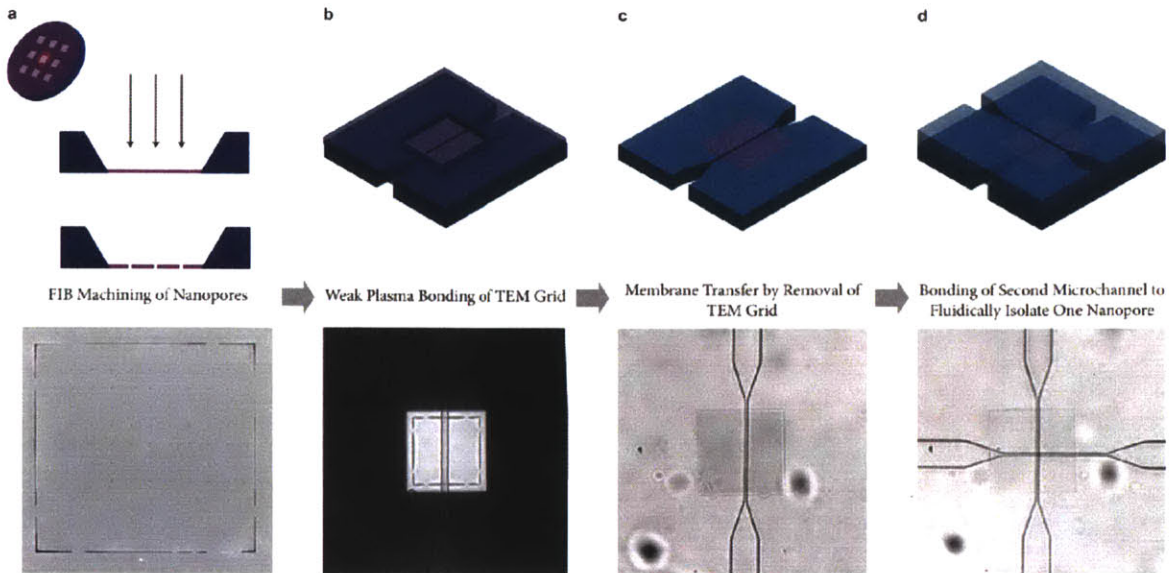 a
b
c
d
FIB Machining of Nanopores
Weak Plasma Bonding of TEM Grid
Membrane Transfer by Removal of
TEM Grid
Bonding of Second Microchannel to
Fluidically Isolate One Nanopore